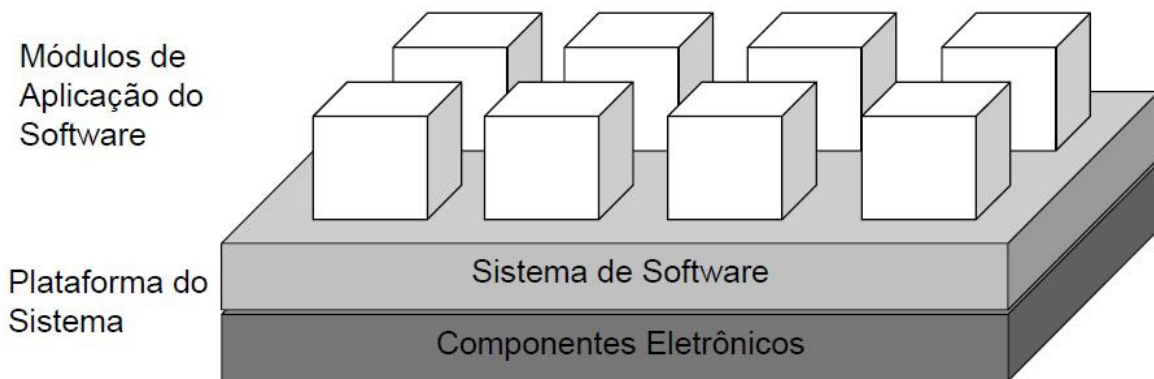 Módulos de
Aplicação do
Software
Sistema de Software
Plataforma do
Sistema
Componentes Eletrônicos